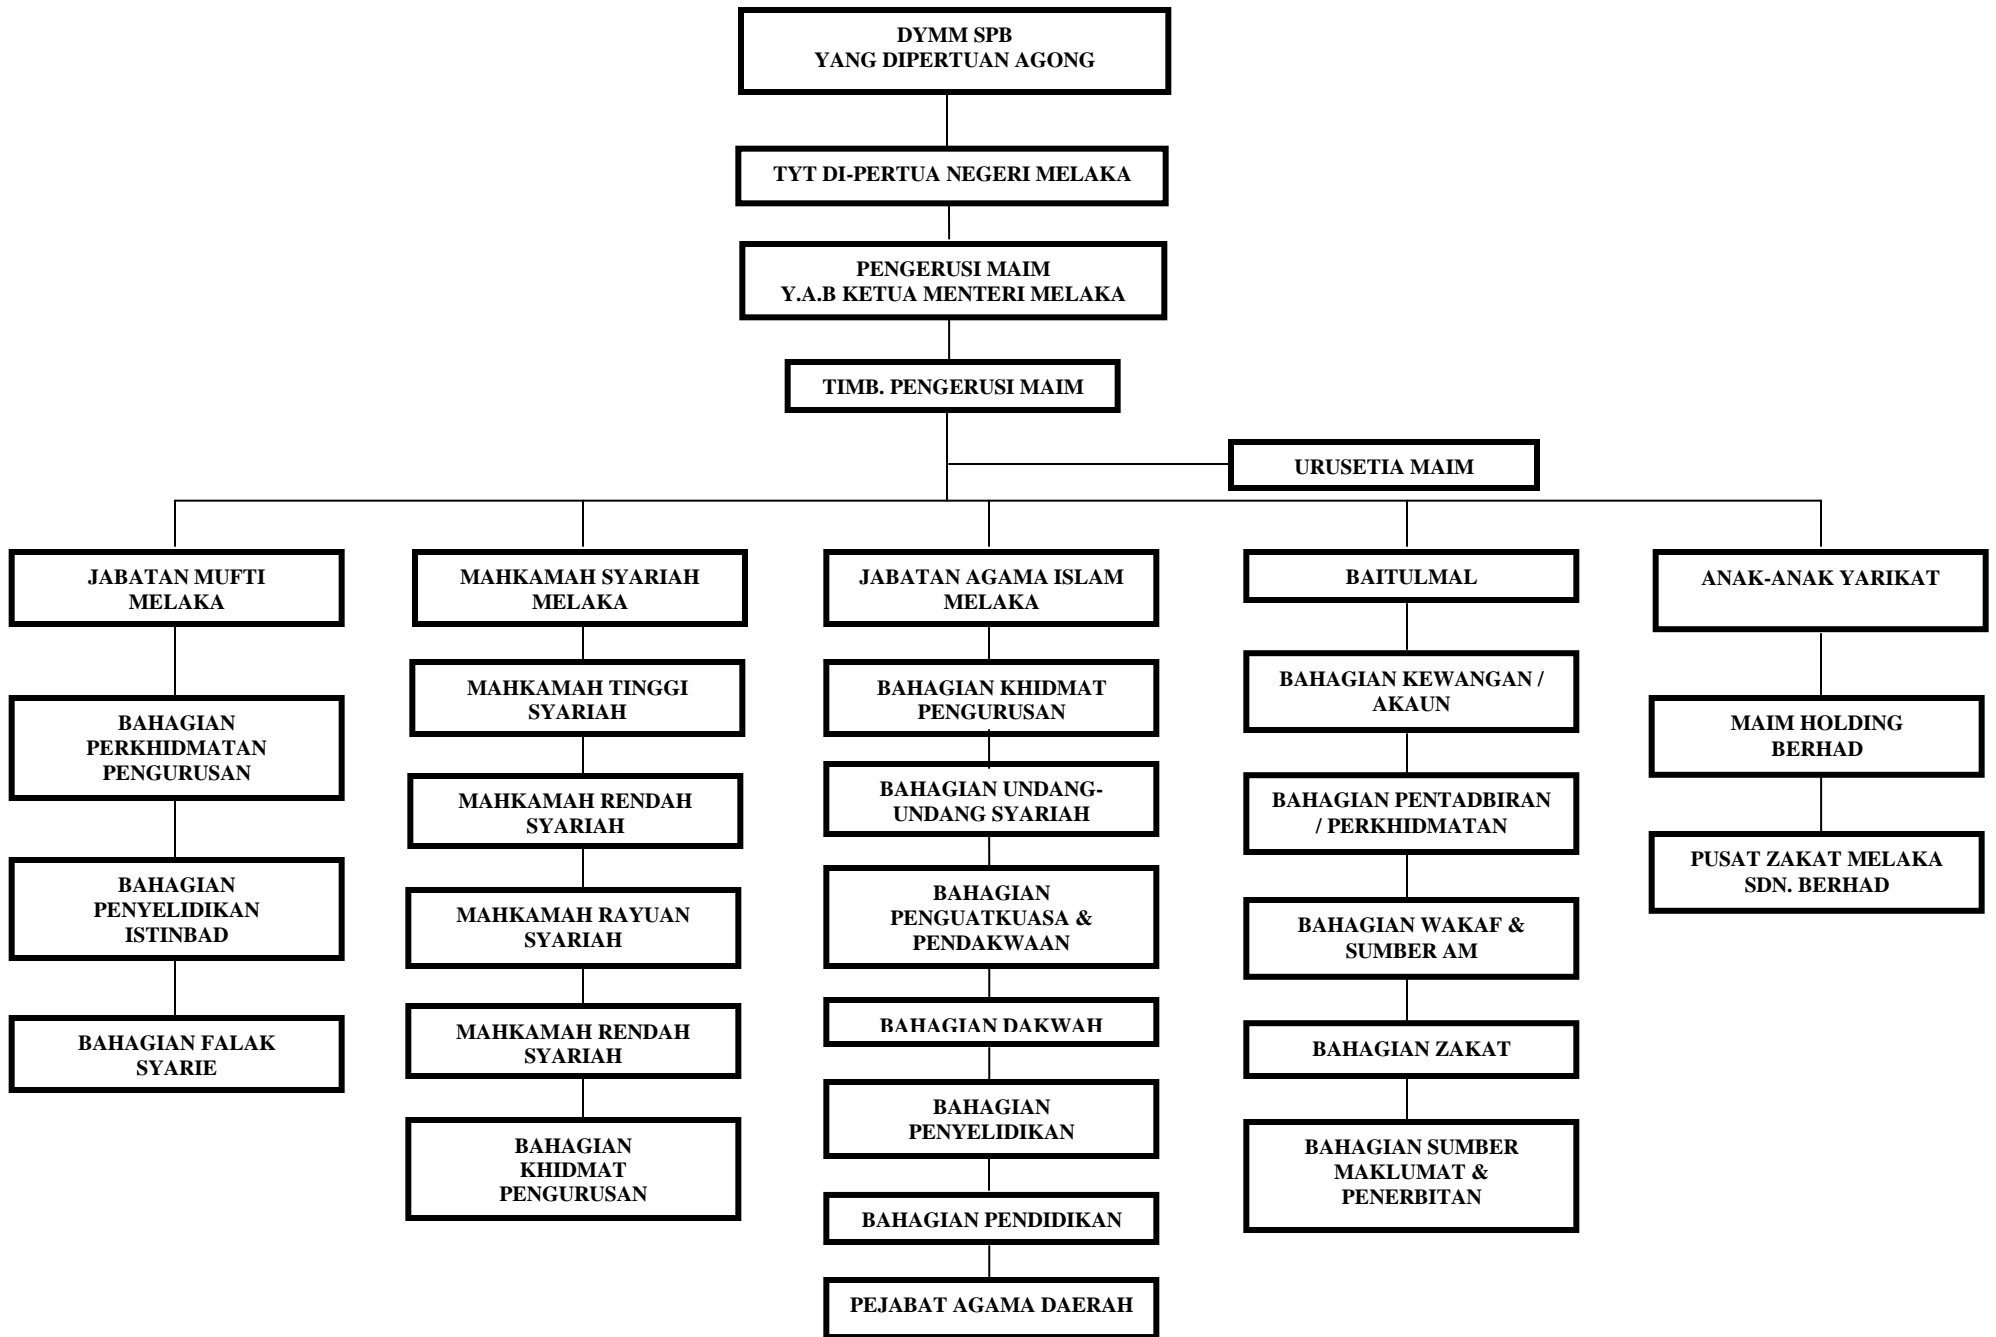 DYMM SPB
YANG DIPERTUAN AGONG
TYT DI-PERTUA NEGERI MELAKA
PENGERUSI MAIM
Y.A.B KETUA MENTERI MELAKA
TIMB. PENGERUSI MAIM
URUSETIA MAIM
JABATAN MUFTI
MELAKA
BAHAGIAN
PERKHIDMATAN
PENGURUSAN
BAHAGIAN
PENYELIDIKAN
ISTINBAD
BAHAGIAN FALAK
SYARIE
MAHKAMAH SYARIAH
MELAKA
MAHKAMAH TINGGI
SYARIAH
MAHKAMAH RENDAH
SYARIAH
MAHKAMAH RAYUAN
SYARIAH
MAHKAMAH RENDAH
SYARIAH
BAHAGIAN
KHIDMAT
PENGURUSAN
JABATAN AGAMA ISLAM
MELAKA
BAHAGIAN KHIDMAT
PENGURUSAN
BAHAGIAN UNDANG-
UNDANG SYARIAH
BAHAGIAN
PENGUATKUASA &
PENDAKWAAN
BAHAGIAN DAKWAH
BAHAGIAN
PENYELIDIKAN
BAHAGIAN PENDIDIKAN
PEJABAT AGAMA DAERAH
BAITULMAL
BAHAGIAN KEWANGAN /
AKAUN
BAHAGIAN PENTADBIRAN
/ PERKHIDMATAN
BAHAGIAN WAKAF &
SUMBER AM
BAHAGIAN ZAKAT
BAHAGIAN SUMBER
MAKLUMAT &
PENERBITAN
ANAK-ANAK YARIKAT
MAIM HOLDING
BERHAD
PUSAT ZAKAT MELAKA
SDN. BERHAD